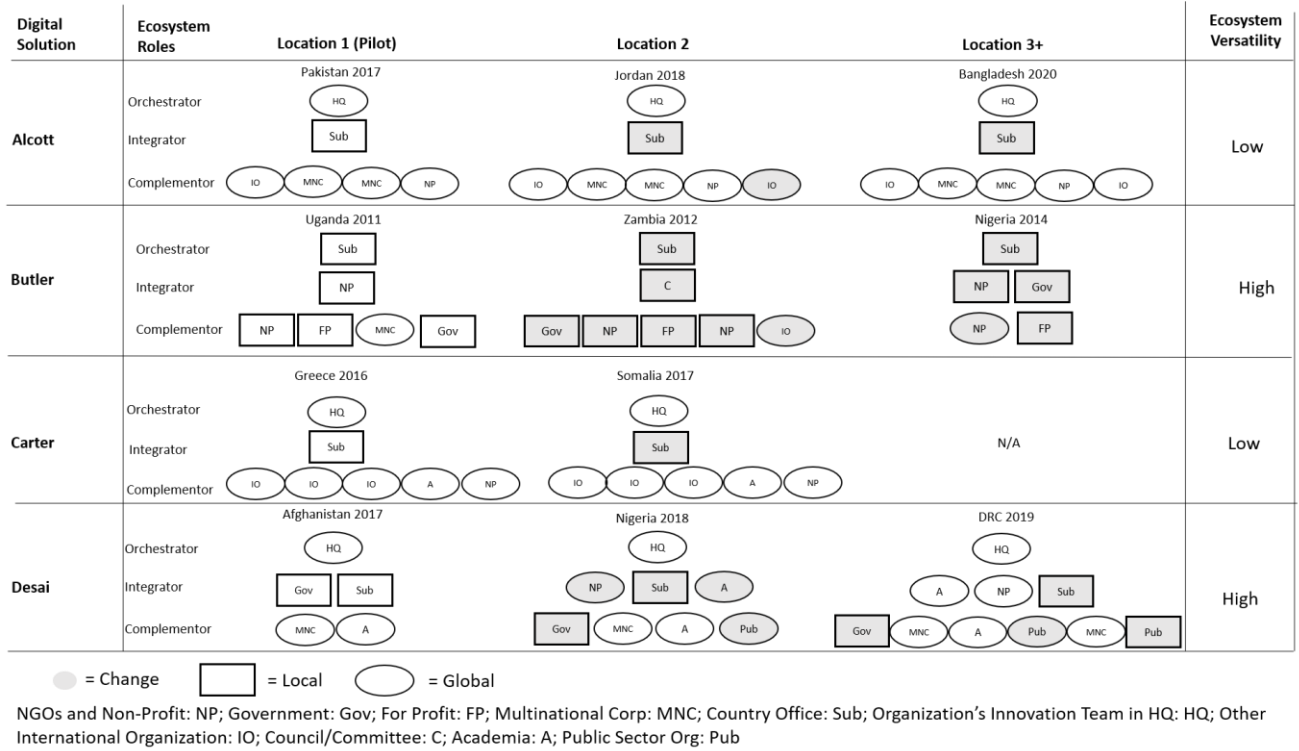 Digital Solution
Ecosystem Roles
Location 1 (Pilot)
Location 2
Location 3+
Ecosystem Versatility
Alcott
Pakistan 2017
Jordan 2018
Bangladesh 2020
Orchestrator
HQ
HQ
HQ
Integrator
Sub
Sub
Sub
Low
Complementor
IO MNC MNC NP
IO MNC MNC NP IO
IO MNC MNC NP IO
Butler
Uganda 2011
Zambia 2012
Nigeria 2014
Orchestrator
Sub
Sub
Sub
Integrator
NP
C
NP Gov
High
Complementor
NP FP MNC Gov
Gov NP FP NP IO
NP FP
Carter
Greece 2016
Somalia 2017
Orchestrator
HQ
HQ
Integrator
Sub
Sub
N/A
Low
Complementor
IO IO IO A NP
IO IO IO A NP
Desai
Afghanistan 2017
Nigeria 2018
DRC 2019
Orchestrator
HQ
HQ
HQ
Integrator
Gov Sub
NP Sub A
A NP Sub
High
Complementor
MNC A
Gov MNC A Pub
Gov MNC A Pub MNC Pub
= Change
= Local
= Global
NGOs and Non-Profit: NP; Government: Gov; For Profit: FP; Multinational Corp: MNC; Country Office: Sub; Organization's Innovation Team in HQ: HQ; Other
International Organization: IO; Council/Committee: C; Academia: A; Public Sector Org: Pub